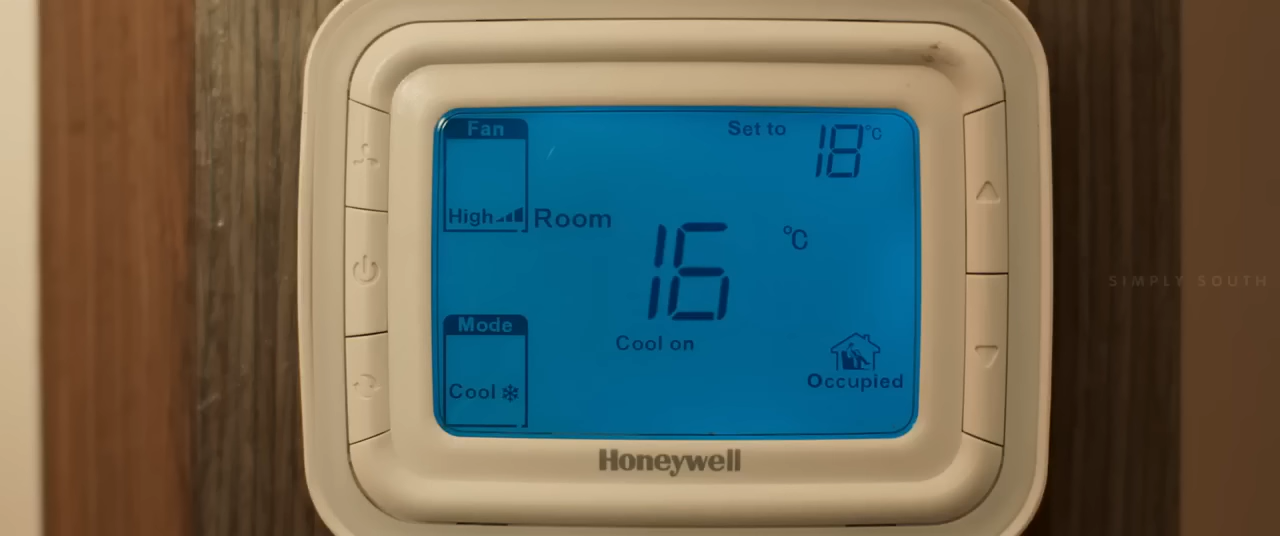 Fan
Set to 18°C
High
Room 16 °C
Cool on
Mode
Cool
Occupied
Honeywell
SIMPLY SOUTH